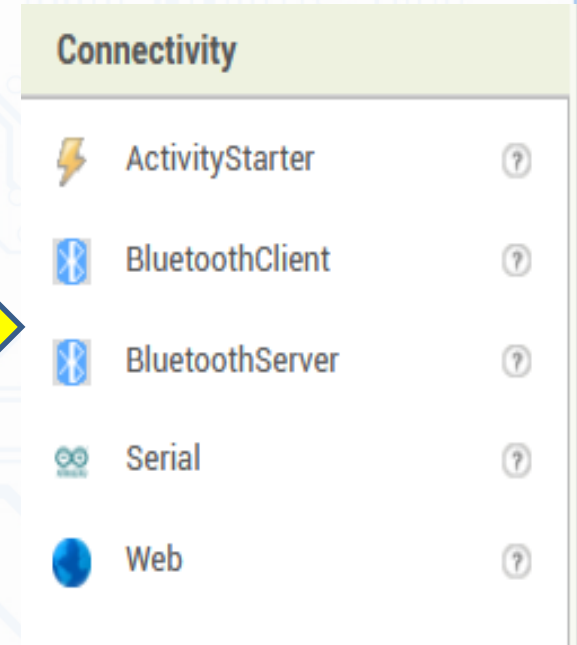 Connectivity
ActivityStarter ?
BluetoothClient ?
BluetoothServer ?
Serial ?
Web ?